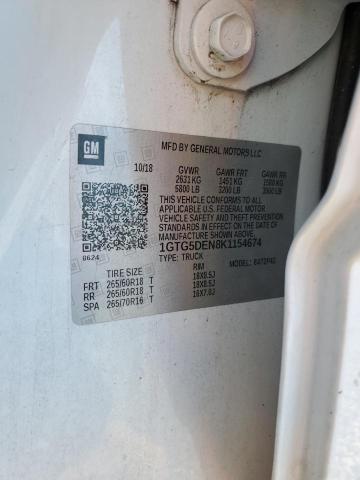 GM
MFD BY GENERAL MOTORS LLC
10/18
GVWR GAWR FRT GAWR RR
2631 KG 1451 KG 1588 KG
5800 LB 3200 LB 3500 LB
THIS VEHICLE CONFORMS TO ALL
APPLICABLE U.S. FEDERAL MOTOR
VEHICLE SAFETY AND THEFT PREVENTION
STANDARDS IN EFFECT ON THE DATE OF
MANUFACTURE SHOWN ABOVE.
1GTG5DEN8K1154674
8624
TYPE: TRUCK
MODEL:
TIRE SIZE RIM
FRT 265/60R18 T 18X8.5J
RR 265/60R18 T 18X8.5J
SPA 265/70R16 T 16X7.0J